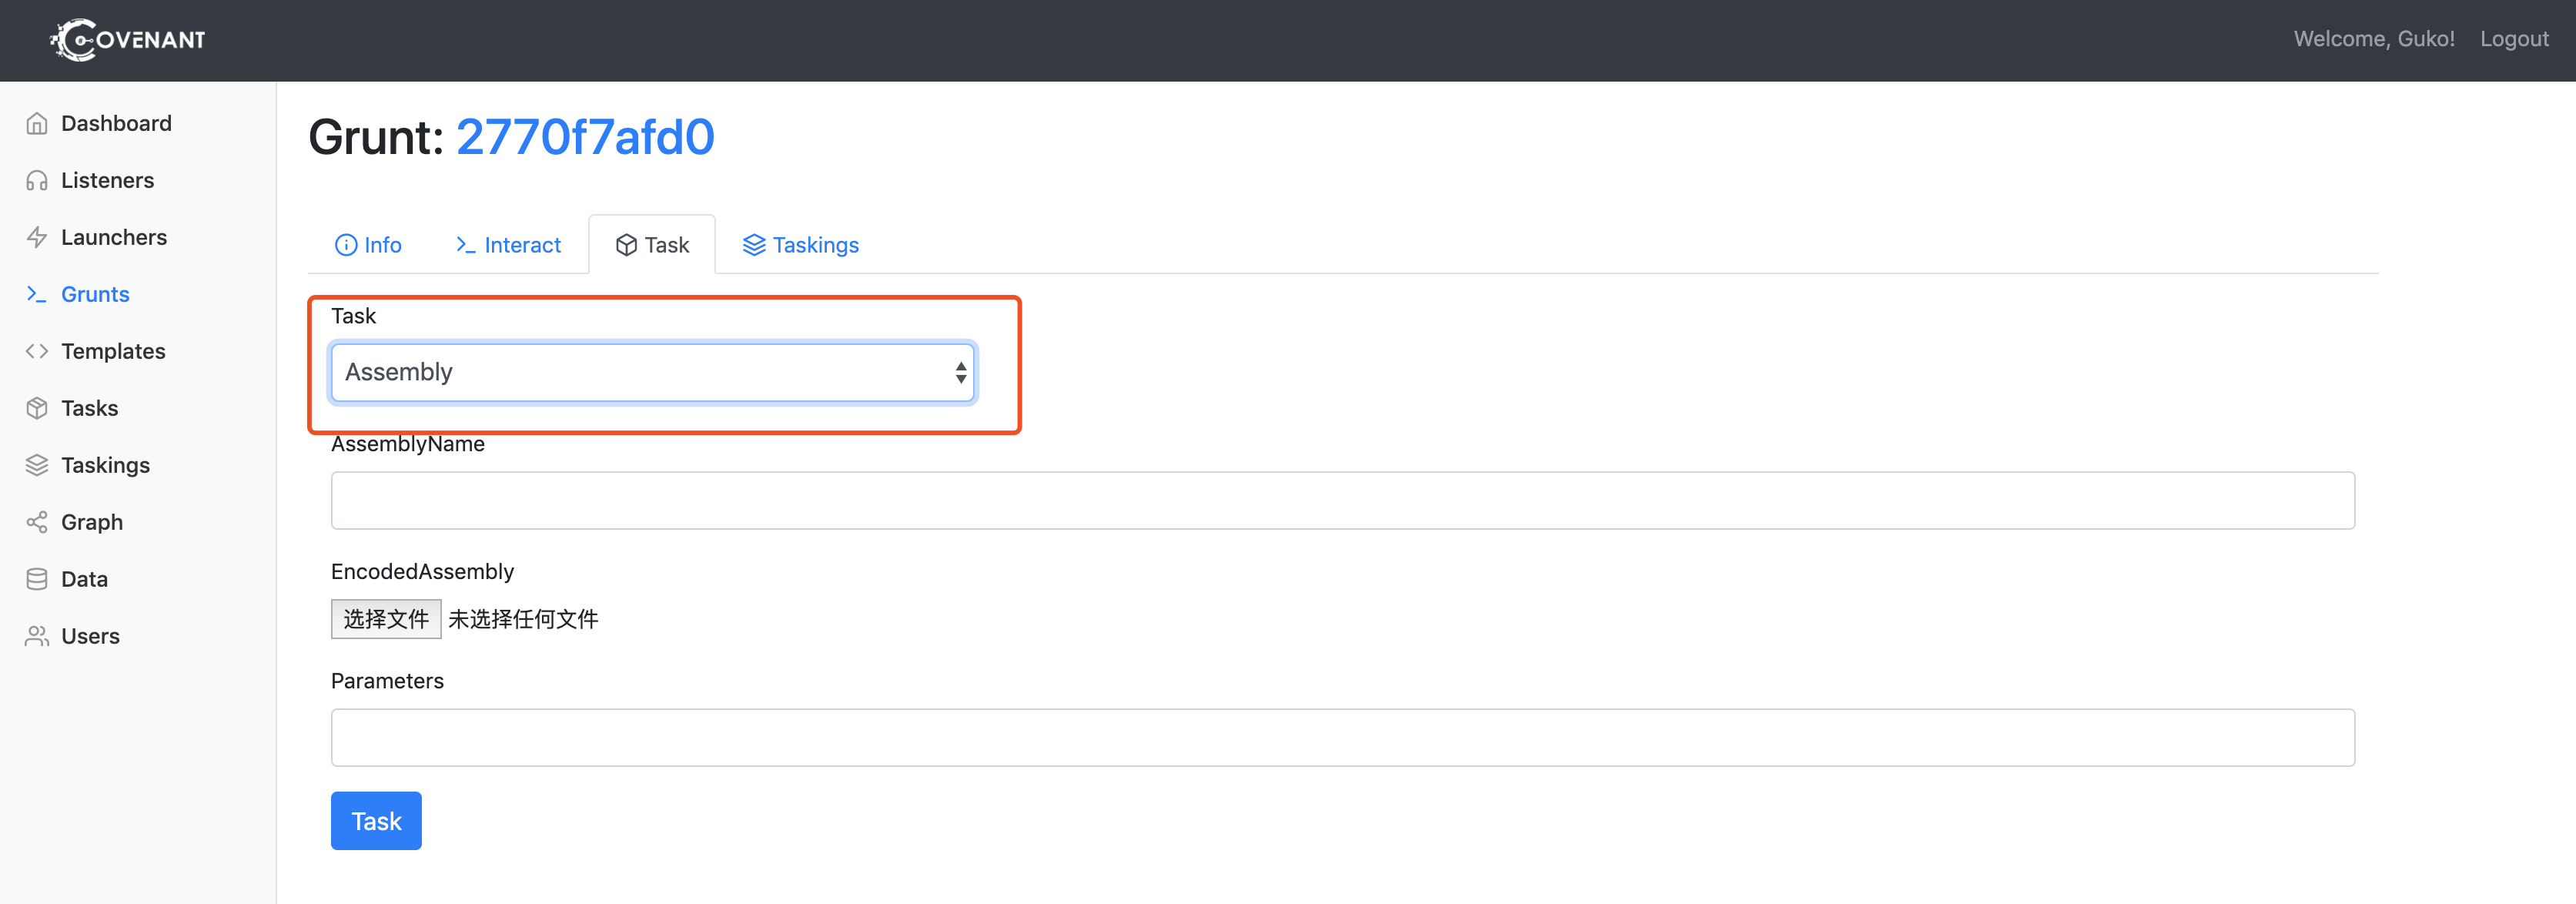 COVENANT
Welcome, Guko! Logout
Dashboard
Listeners
Launchers
Grunts
Templates
Tasks
Taskings
Graph
Data
Users
Grunt: 2770f7afd0
Info Interact Task Taskings
Task
Assembly
AssemblyName
EncodedAssembly
选择文件 未选择任何文件
Parameters
Task